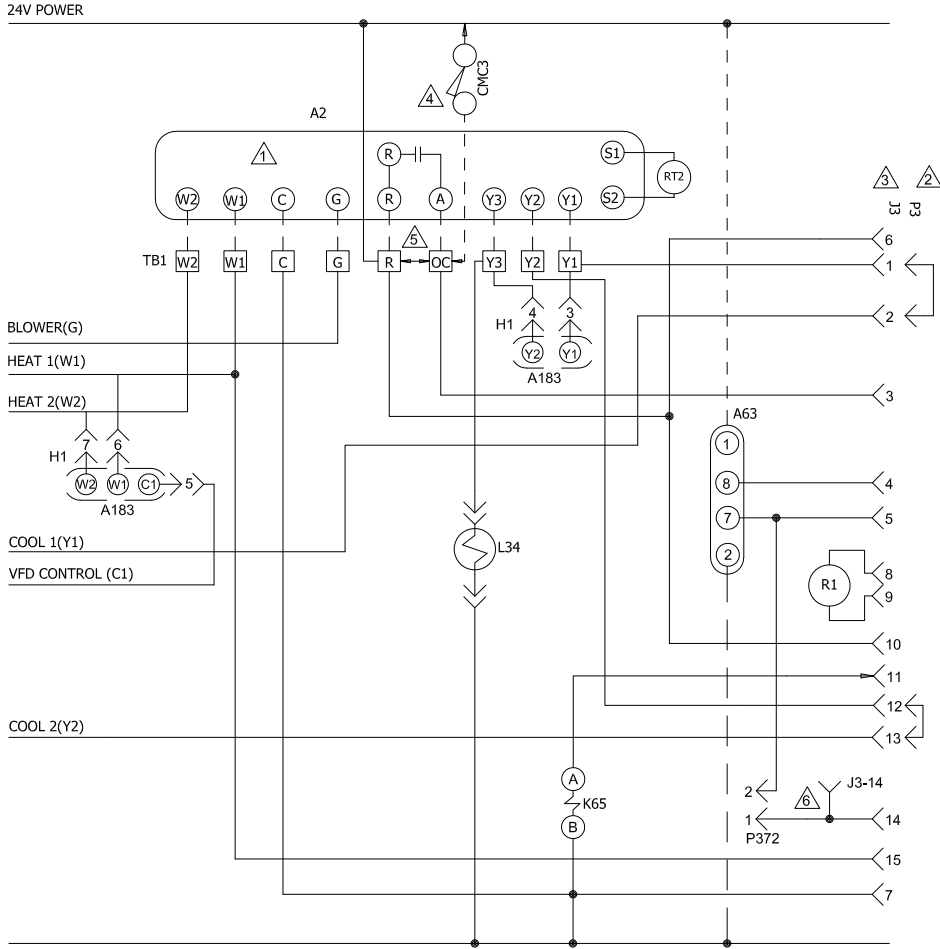 24V POWER
CMC3
4
A2
1
R
S1
RT2
3
2
J3
P3
W2
W1
C
G
R
A
Y3
Y2
Y1
S2
5
6
TB1
W2
W1
C
G
R
OC
Y3
Y2
Y1
1
BLOWER(G)
4
3
2
H1
Y2
Y1
HEAT 1(W1)
A183
HEAT 2(W2)
3
A63
7
6
1
H1
W2
W1
C1
5
8
4
A183
7
5
COOL 1(Y1)
L34
2
VFD CONTROL (C1)
R1
8
9
10
11
12
COOL 2(Y2)
13
A
K65
2
6
J3-14
B
1
14
P372
15
7